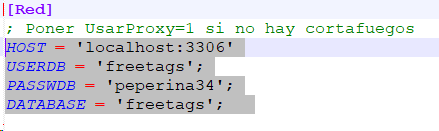 [Red]
; Poner UsarProxy=1 si no hay cortafuegos
HOST = 'localhost:3306'
USERDB = 'freetags';
PASSWDB = 'peperina34';
DATABASE = 'freetags';